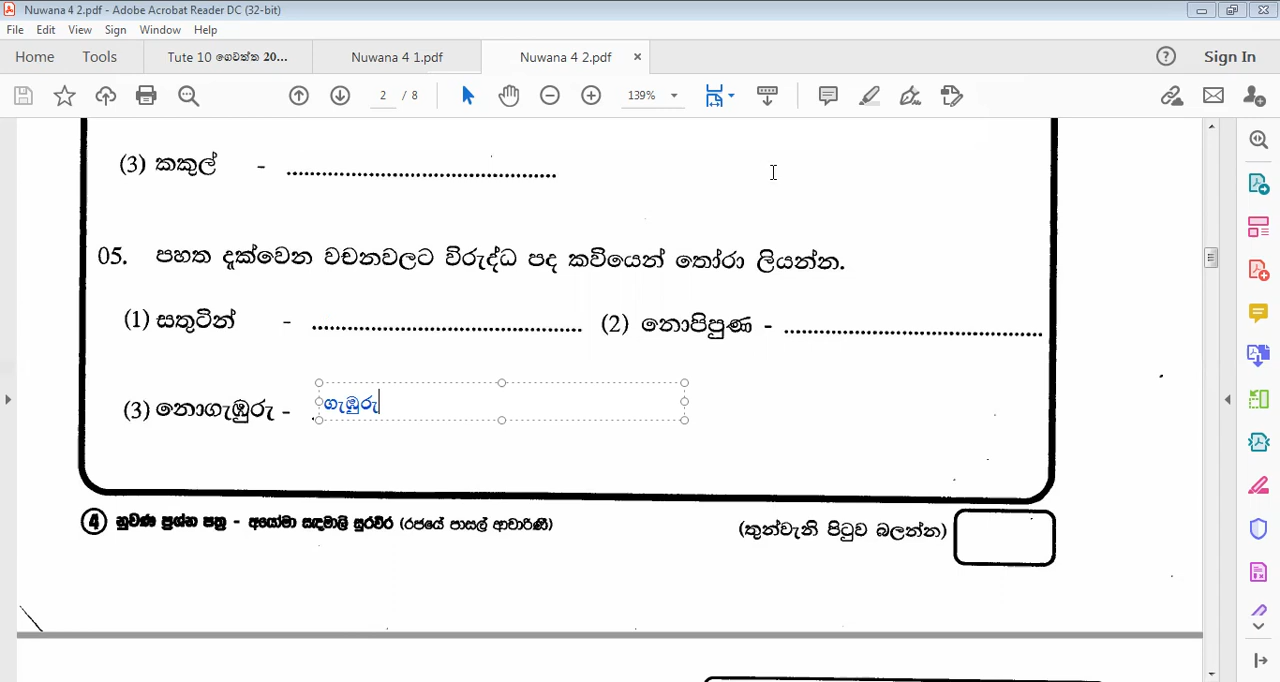 Nuwana 4 2.pdf - Adobe Acrobat Reader DC (32-bit)
File Edit View Sign Window Help
Home Tools Tute 10 ගෙවත්ත 20... Nuwana 4 1.pdf Nuwana 4 2.pdf × Sign In
2 / 8 139%
(3) කකුල් - ..............................................
05. පහත දැක්වෙන වචනවලට විරුද්ධ පද කවියෙන් තෝරා ලියන්න.
(1) සතුටින් - .............................................. (2) නොපිපුණ - ............................................
(3) නොගැඹුරු - ගැඹුරු
4 නුවණ ප්‍රශ්න පත්‍ර - අයෝමා සඳමාලි සුරවීර (රජයේ පාසල් ආචාරිණී) (තුන්වැනි පිටුව බලන්න)